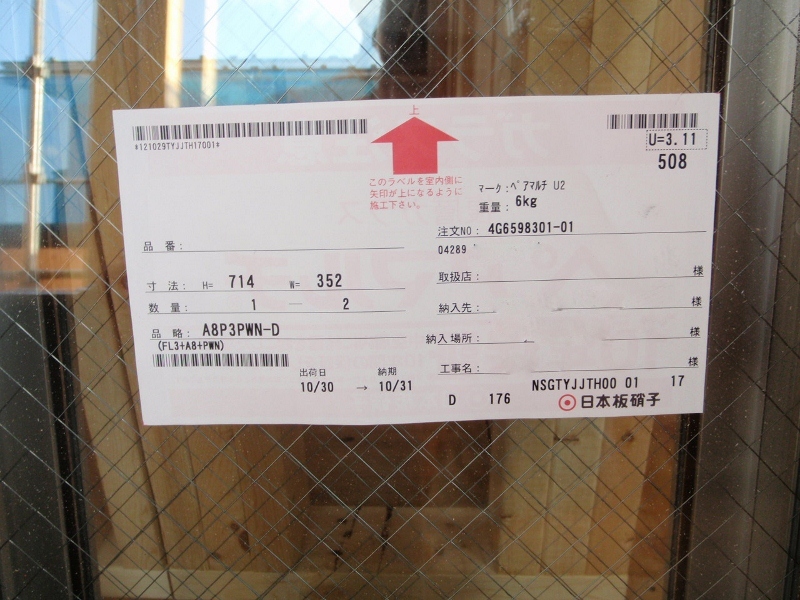 上
*121029TYJJTH17001*
U=3.11
508
このラベルを室内側に
矢印が上になるように
施工下さい。
マーク:ペアマルチ U2
重量: 6kg
注文NO: 4G6598301-01
04289
品番:
取扱店: 様
寸法: H= 714 W= 352
納入先: 様
数量: 1 — 2
納入場所: 様
品略: A8P3PWN-D
(FL3+A8+PWN)
工事名: 様
出荷日 納期
10/30 → 10/31
NSGTYJJTH00 01 17
D 176 日本板硝子